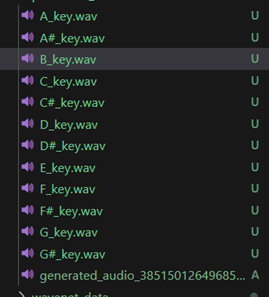 A_key.wav U
A#_key.wav U
B_key.wav U
C_key.wav U
C#_key.wav U
D_key.wav U
D#_key.wav U
E_key.wav U
F_key.wav U
F#_key.wav U
G_key.wav U
G#_key.wav U
generated_audio_38515012649685... A